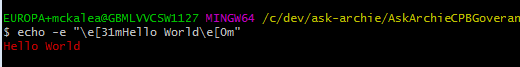 EUROPA+mckalea@GBMLVVCSW1127 MINGW64 /c/dev/ask-archie/AskArchieCPBGoveran
$ echo -e "\e[31mHello World\e[0m"
Hello World